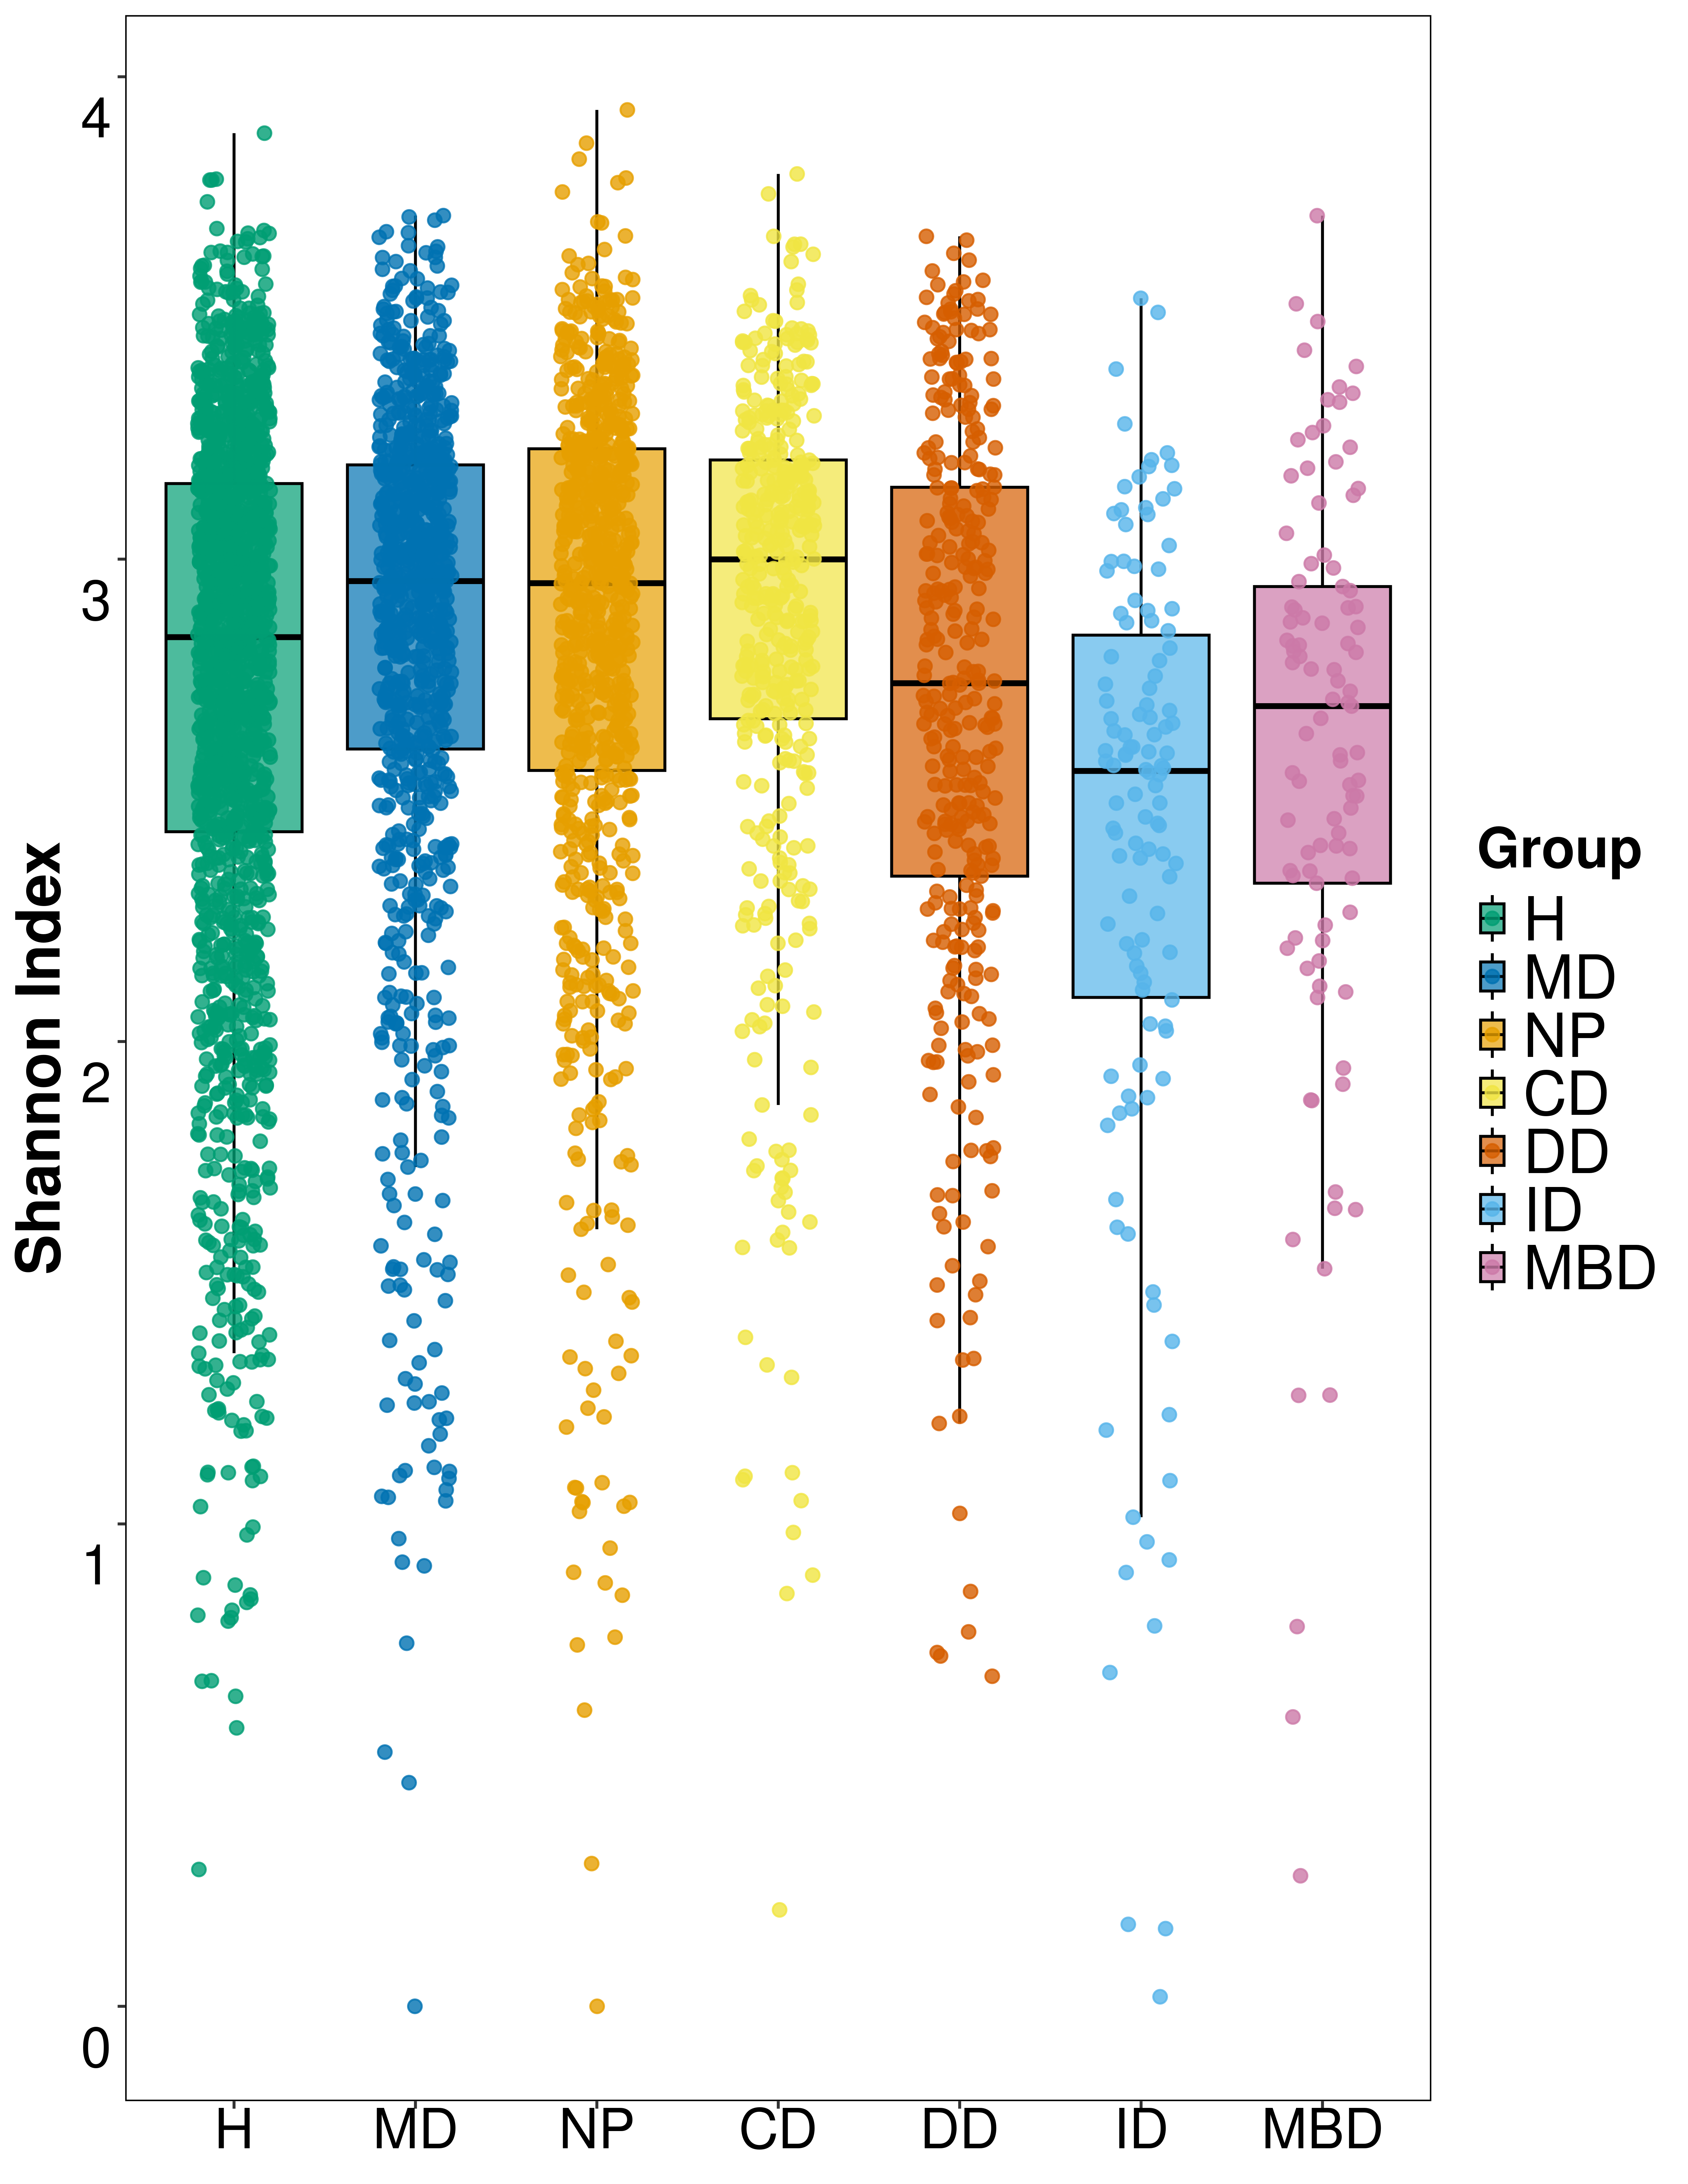 Shannon Index
4
3
2
1
0
H MD NP CD DD ID MBD
Group
H
MD
NP
CD
DD
ID
MBD